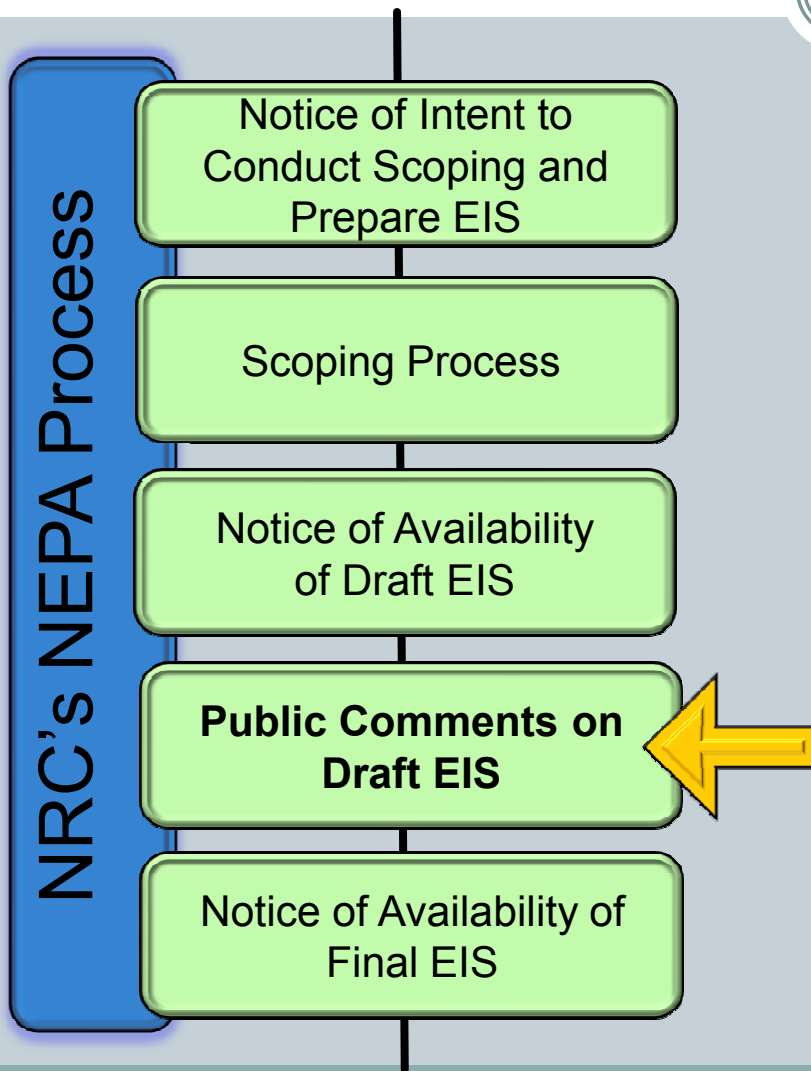 NRC’s NEPA Process
Notice of Intent to
Conduct Scoping and
Prepare EIS
Scoping Process
Notice of Availability
of Draft EIS
Public Comments on
Draft EIS
Notice of Availability of
Final EIS